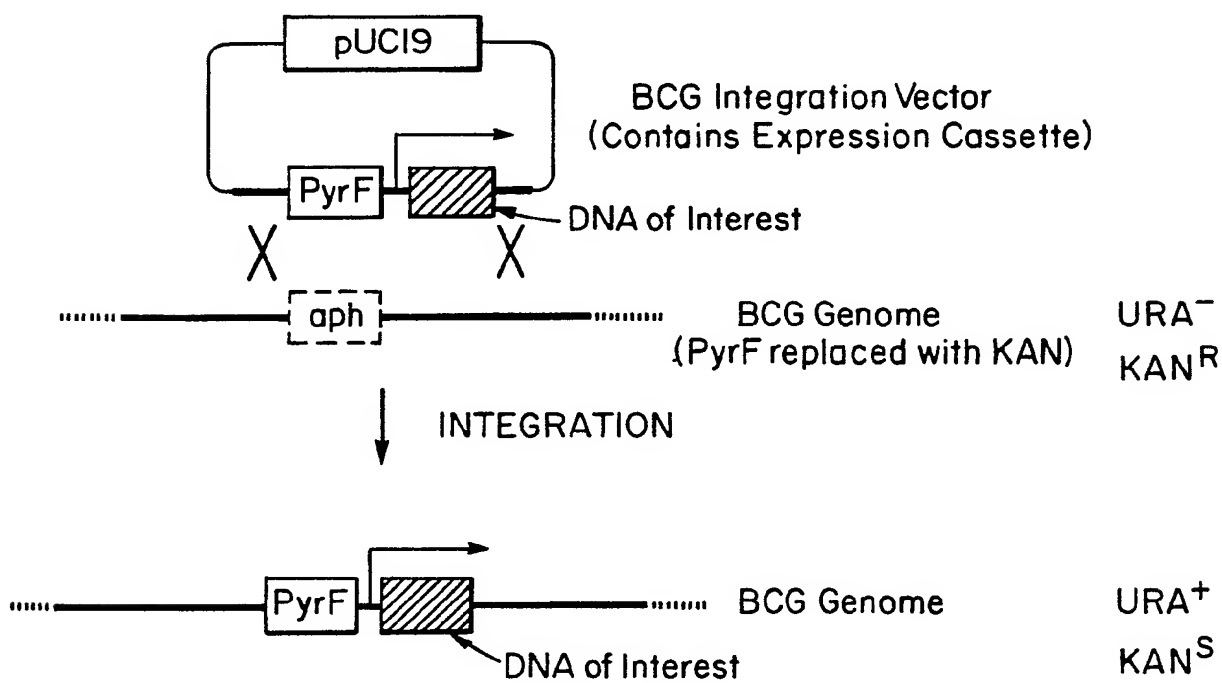 pUC19
BCG Integration Vector
(Contains Expression Cassette)
PyrF
DNA of Interest
X X
aph
BCG Genome
(PyrF replaced with KAN)
URA⁻
KANᴿ
INTEGRATION
PyrF
BCG Genome
URA⁺
KANˢ
DNA of Interest